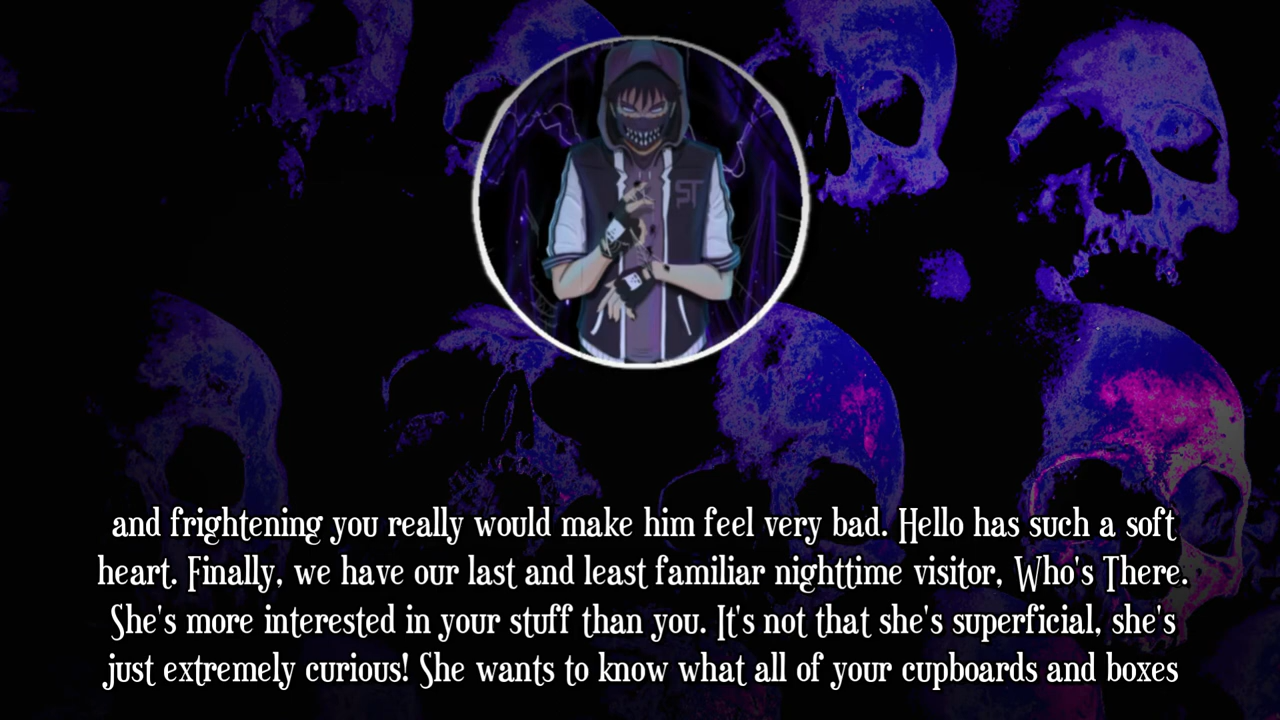 ST
and frightening you really would make him feel very bad. Hello has such a soft
heart. Finally, we have our last and least familiar nighttime visitor, Who's There.
She's more interested in your stuff than you. It's not that she's superficial, she's
just extremely curious! She wants to know what all of your cupboards and boxes